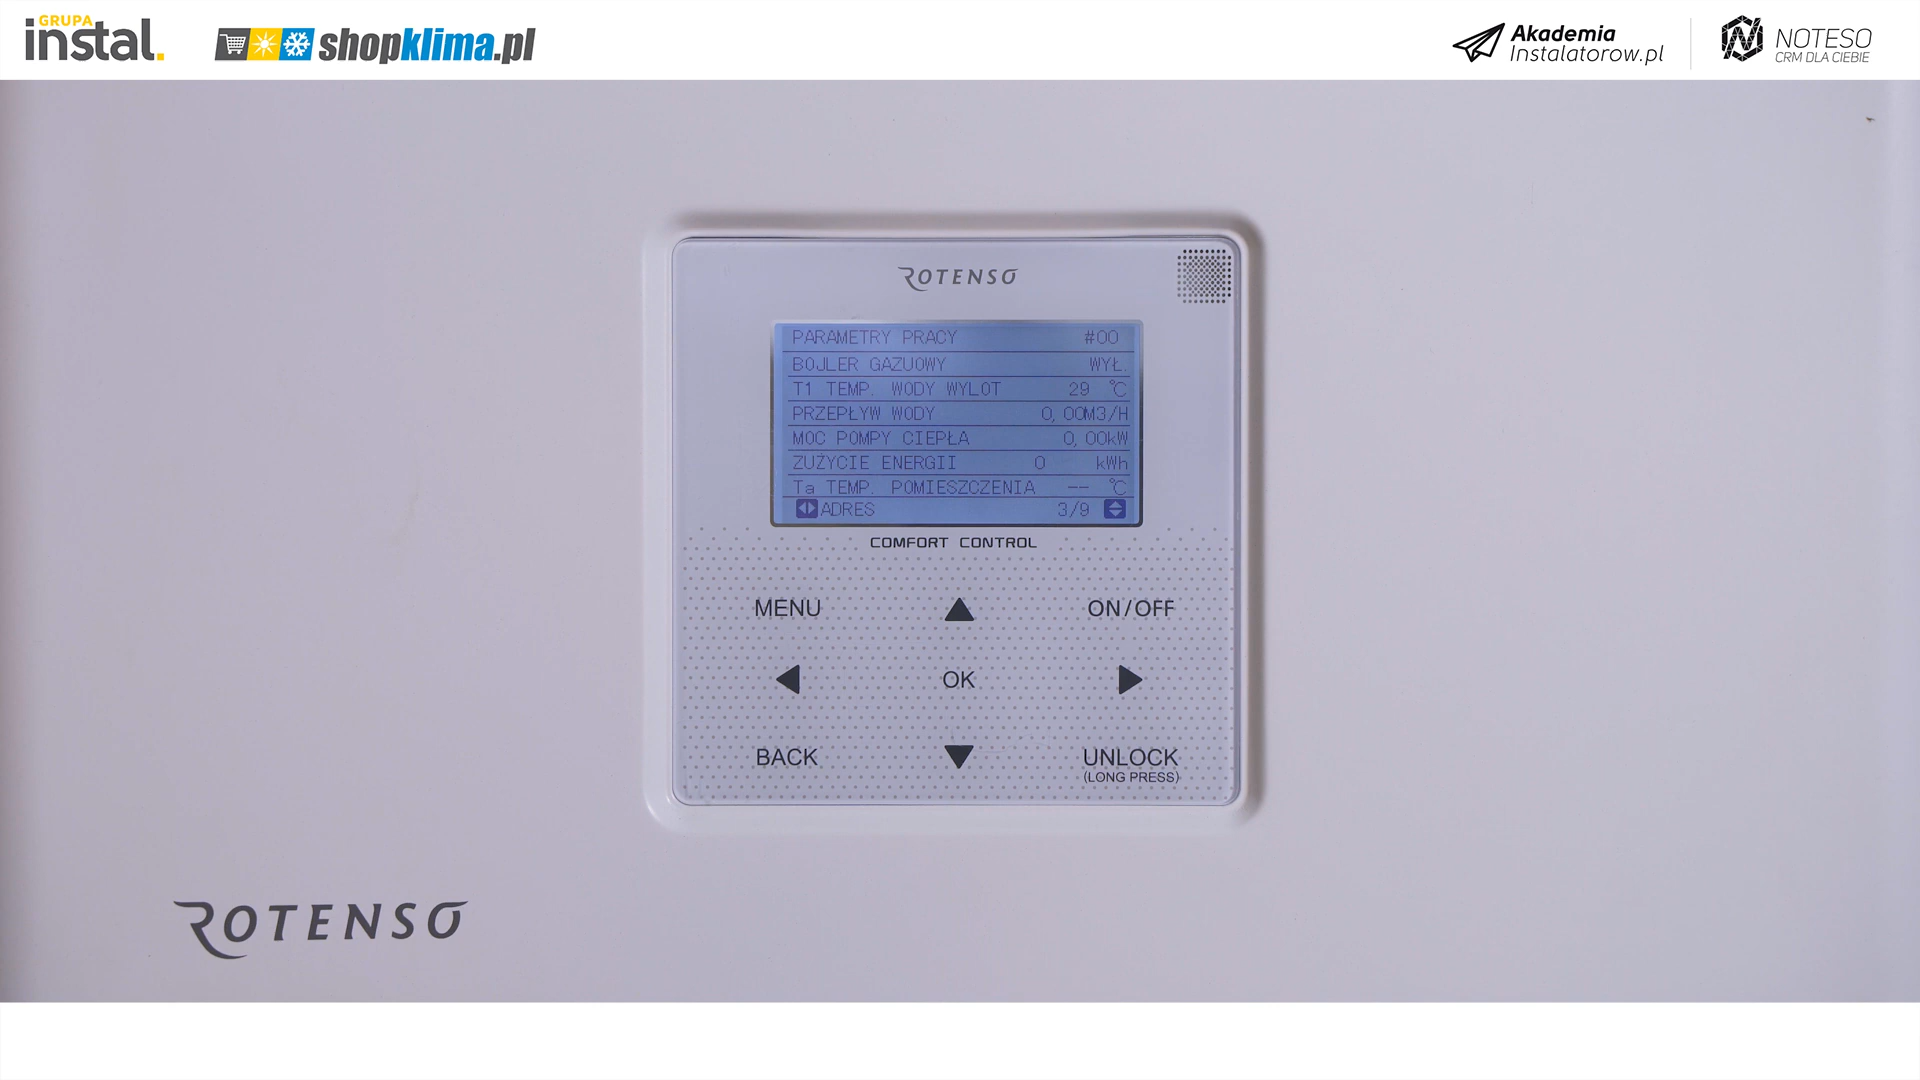 GRUPA
instal.
shopklima.pl
Akademia
Instalatorow.pl
NOTESO
CRM DLA CIEBIE
ROTENSO
PARAMETRY PRACY #00
BOJLER GAZUOWY WYŁ.
T1 TEMP. WODY WYLOT 29 °C
PRZEPŁYW WODY 0,00M3/H
MOC POMPY CIEPŁA 0,00kW
ZUŻYCIE ENERGII 0 kWh
Ta TEMP. POMIESZCZENIA -- °C
ADRES 3/9
COMFORT CONTROL
MENU
ON/OFF
OK
BACK
UNLOCK
(LONG PRESS)
ROTENSO